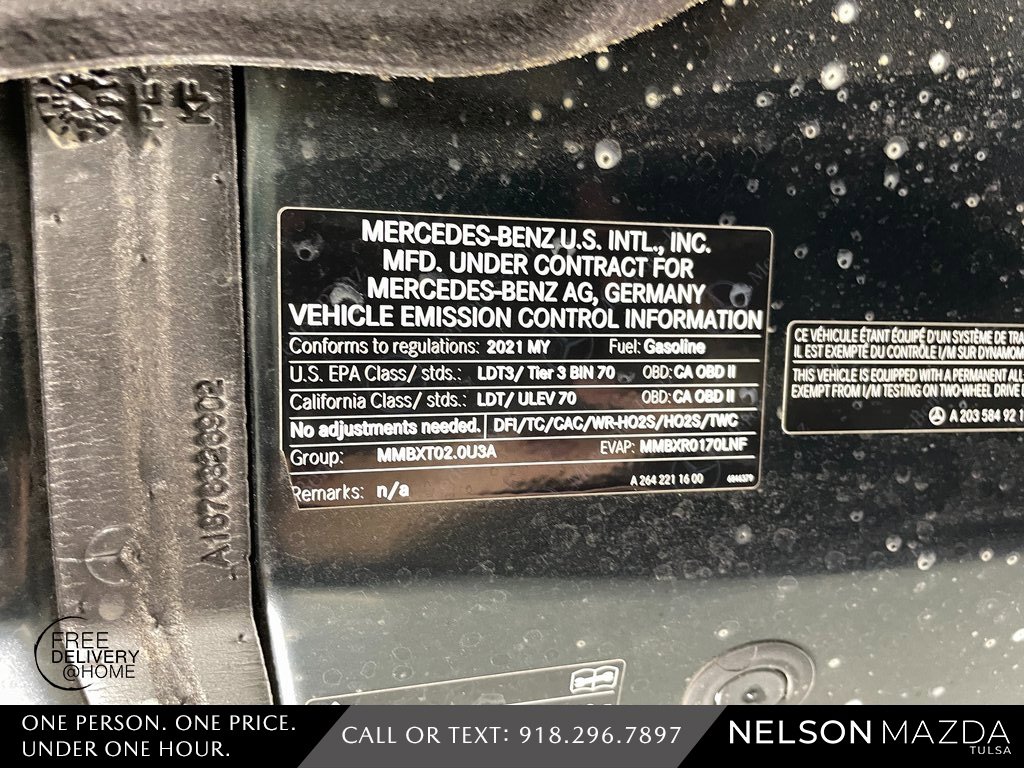 MERCEDES-BENZ U.S. INTL., INC.
MFD. UNDER CONTRACT FOR
MERCEDES-BENZ AG, GERMANY
VEHICLE EMISSION CONTROL INFORMATION
Conforms to regulations: 2021 MY Fuel: Gasoline
U.S. EPA Class/ stds.: LDT3/ Tier 3 BIN 70 OBD: CA OBD II
California Class/ stds.: LDT/ ULEV 70 OBD: CA OBD II
No adjustments needed. DFI/TC/CAC/WR-HO2S/HO2S/TWC
Group: MMBXT02.0U3A EVAP: MMBXR0170LNF
Remarks: n/a A 264 221 16 00
CE VÉHICULE ÉTANT ÉQUIPÉ D'UN SYSTÈME DE
IL EST EXEMPTÉ DU CONTRÔLE I/M SUR
THIS VEHICLE IS EQUIPPED WITH A PERMANENT
EXEMPT FROM I/M TESTING ON TWO-WHEEL DRIVE
A 203 584 92
FREE
DELIVERY
@HOME
ONE PERSON. ONE PRICE.
UNDER ONE HOUR.
CALL OR TEXT: 918.296.7897
NELSON MAZDA
TULSA